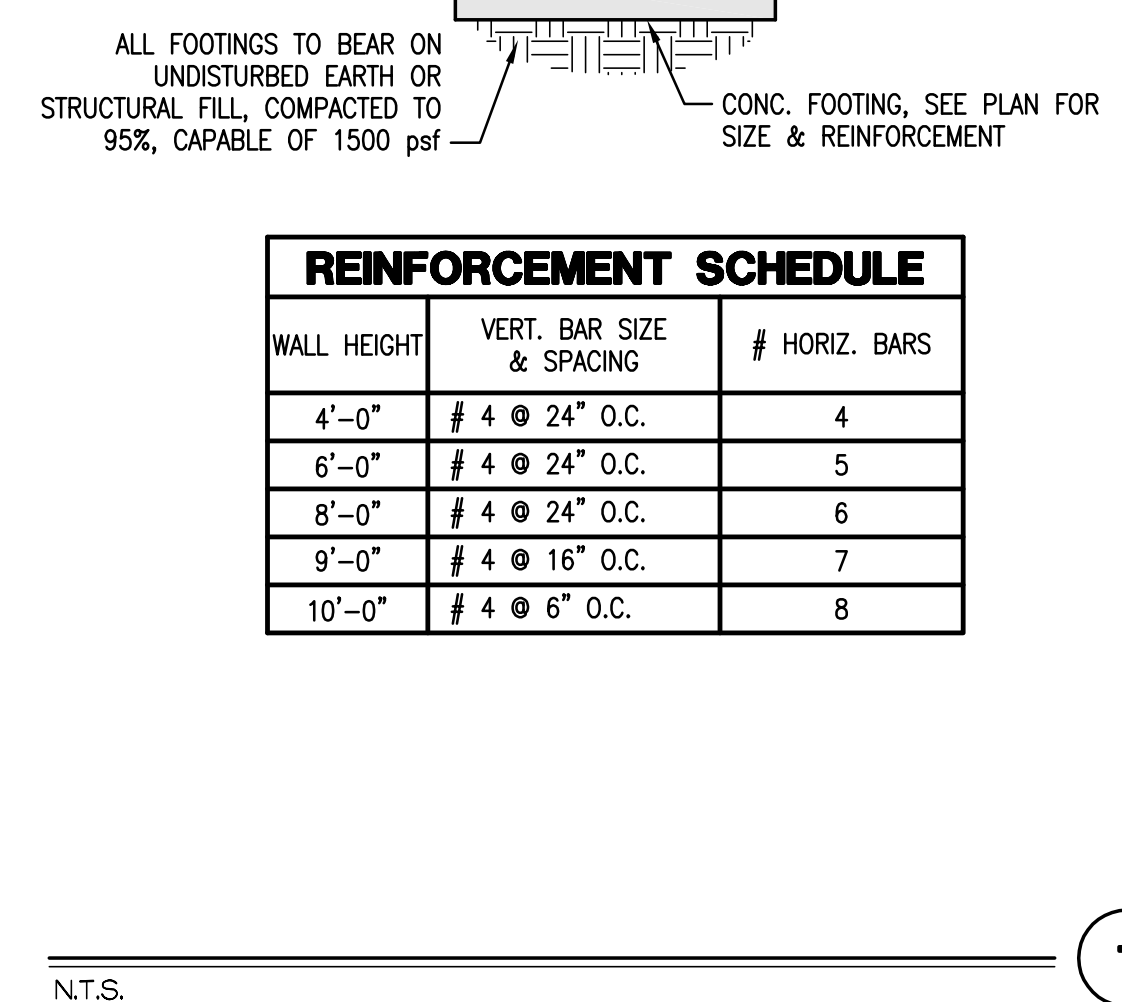 ALL FOOTINGS TO BEAR ON
UNDISTURBED EARTH OR
STRUCTURAL FILL, COMPACTED TO
95%, CAPABLE OF 1500 psf
CONC. FOOTING, SEE PLAN FOR
SIZE & REINFORCEMENT
REINFORCEMENT SCHEDULE
WALL HEIGHT
VERT. BAR SIZE
& SPACING
# HORIZ. BARS
4'-0" # 4 @ 24" O.C. 4
6'-0" # 4 @ 24" O.C. 5
8'-0" # 4 @ 24" O.C. 6
9'-0" # 4 @ 16" O.C. 7
10'-0" # 4 @ 6" O.C. 8
N.T.S.